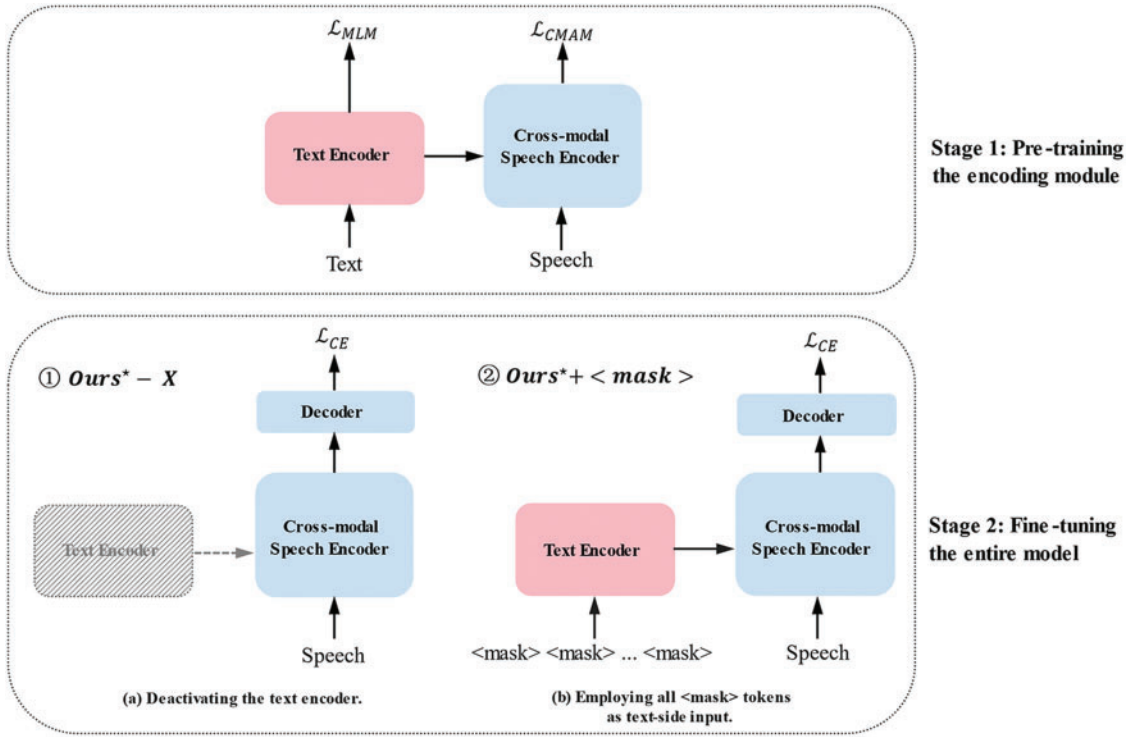 ℒ_MLM
ℒ_CMAM
Text Encoder
Cross-modal
Speech Encoder
Text
Speech
Stage 1: Pre-training
the encoding module
① Ours* - X
ℒ_CE
Decoder
Text Encoder
Cross-modal
Speech Encoder
Speech
(a) Deactivating the text encoder.
② Ours* + < mask >
ℒ_CE
Decoder
Text Encoder
Cross-modal
Speech Encoder
<mask> <mask> ... <mask>
Speech
(b) Employing all <mask> tokens
as text-side input.
Stage 2: Fine-tuning
the entire model